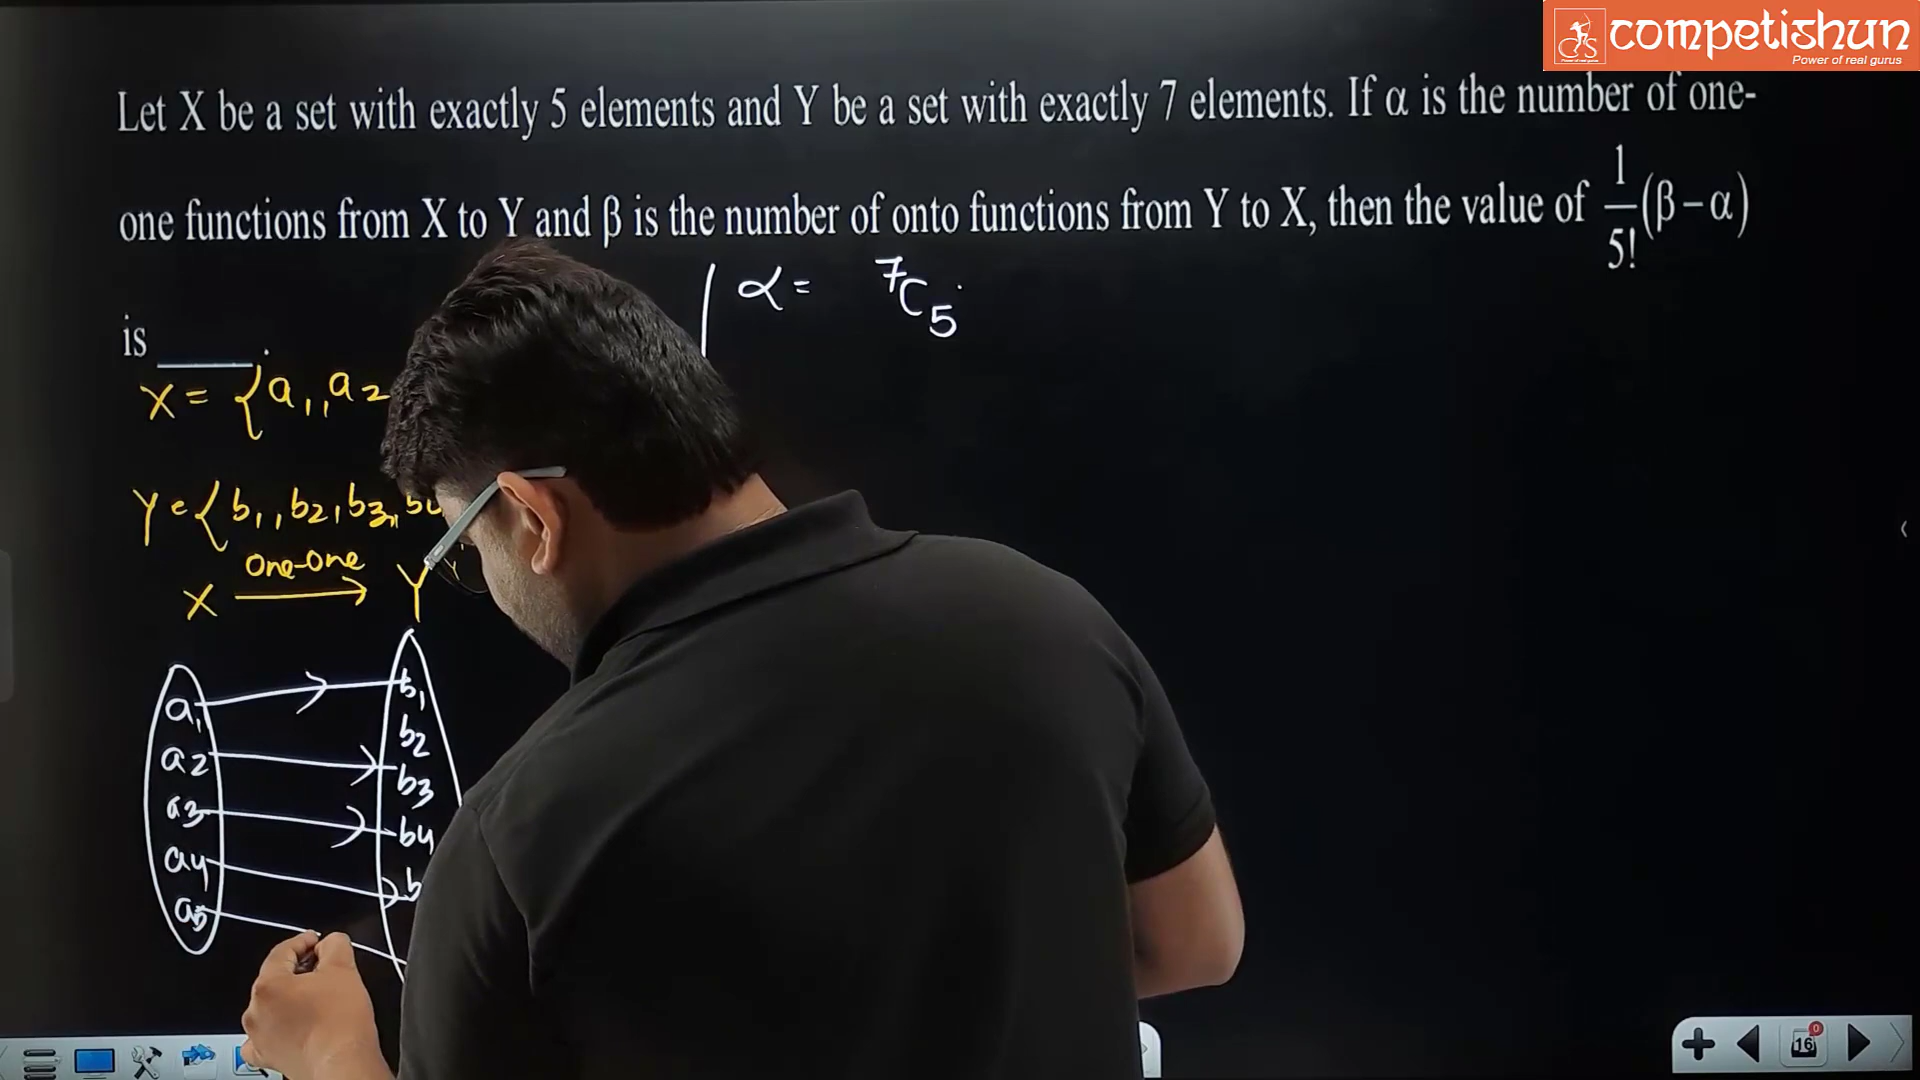 competishun
Power of real gurus
Let X be a set with exactly 5 elements and Y be a set with exactly 7 elements. If α is the number of one-
one functions from X to Y and β is the number of onto functions from Y to X, then the value of 1/5! (β – α)
is ______.
α = ⁷C₅
X = {a₁, a₂
Y = {b₁, b₂, b₃, b₄
One-One
X → Y
a₁ b₁
b₂
a₂ b₃
a₃ b₄
a₄ b
a₅
16
0